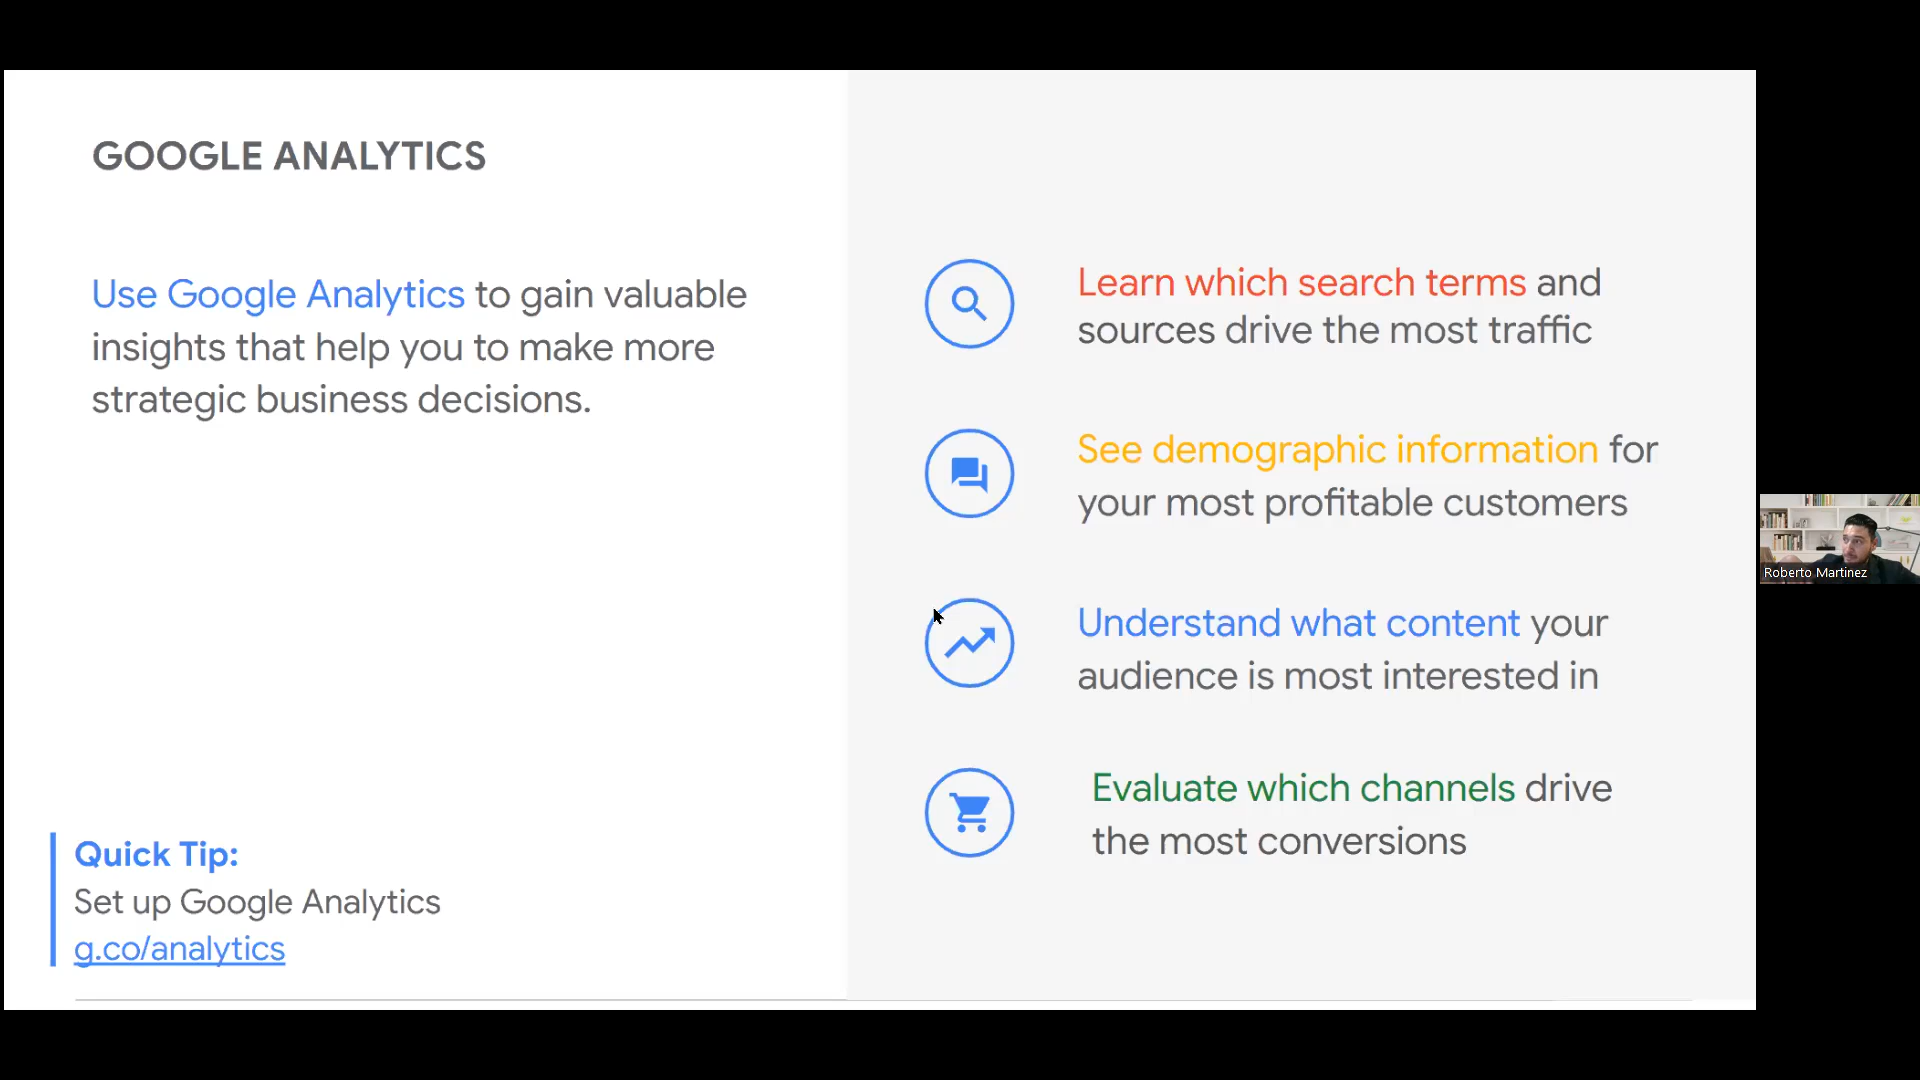 GOOGLE ANALYTICS
Use Google Analytics to gain valuable
insights that help you to make more
strategic business decisions.
Quick Tip:
Set up Google Analytics
g.co/analytics
Learn which search terms and
sources drive the most traffic
See demographic information for
your most profitable customers
Understand what content your
audience is most interested in
Evaluate which channels drive
the most conversions
Roberto Martinez